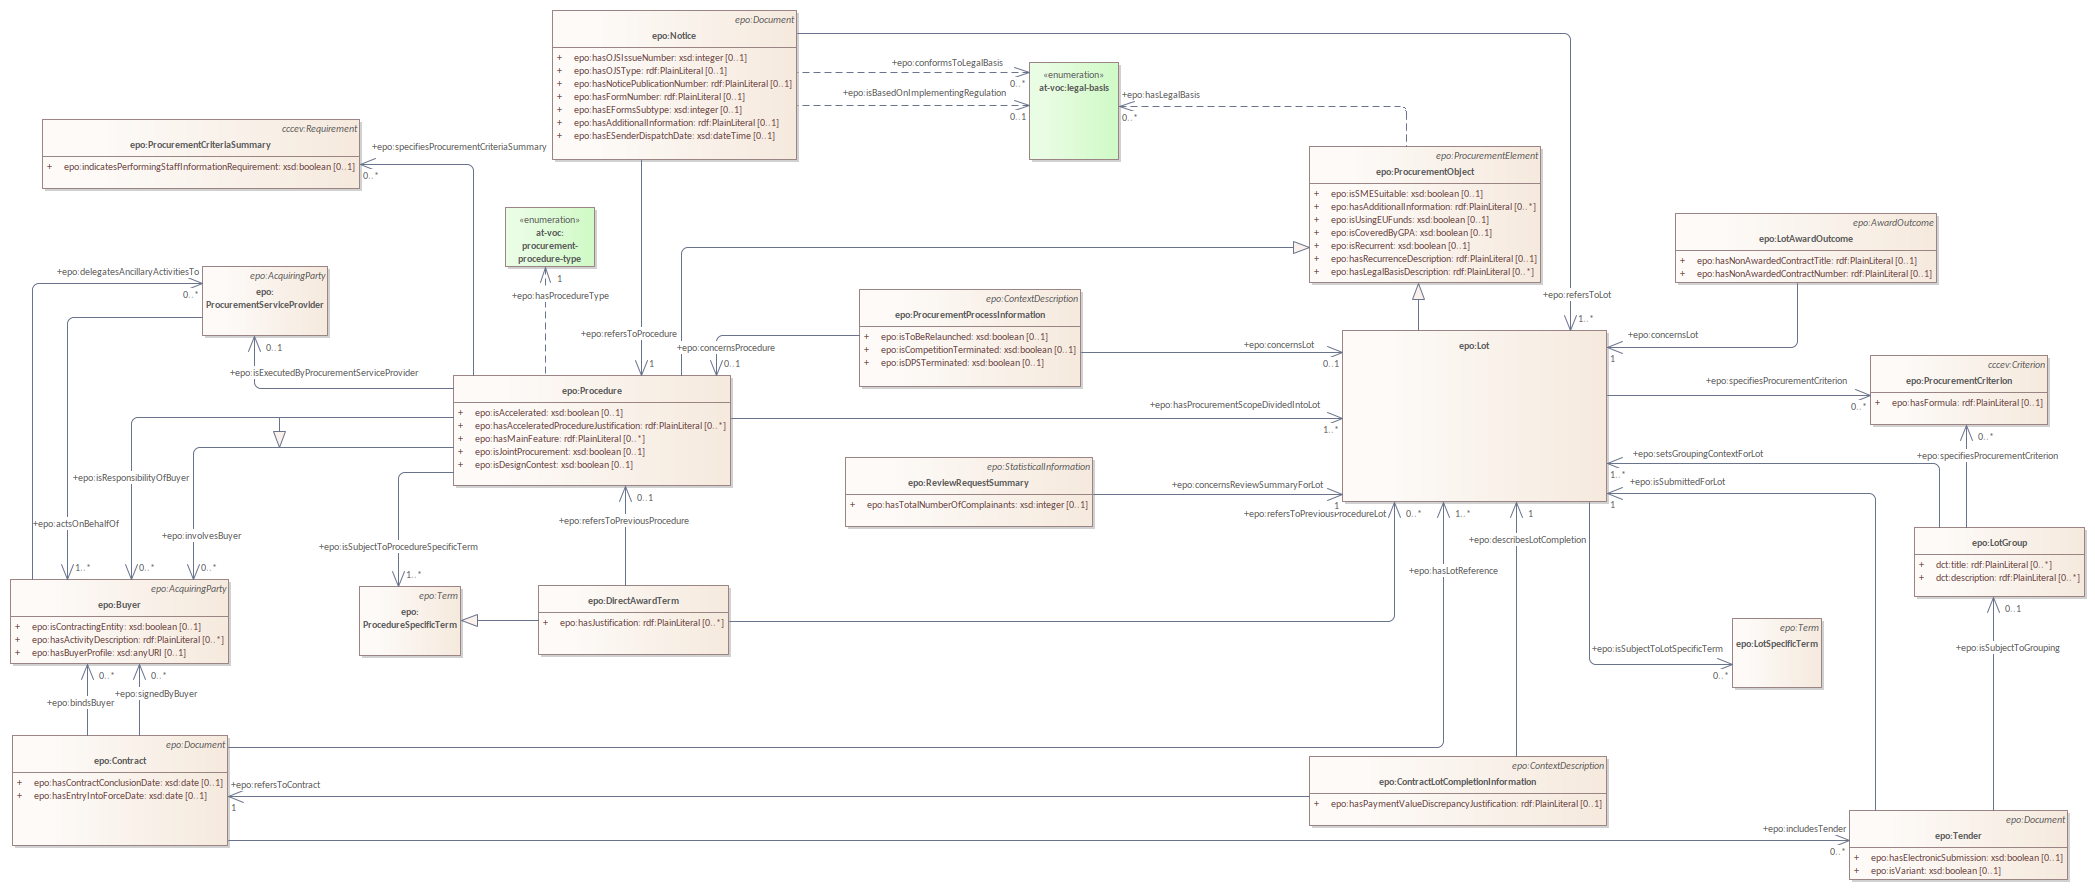 epo:Document
epo:Notice
+ epo:hasOJSIssueNumber: xsd:integer [0..1]
+ epo:hasOJSType: rdf:PlainLiteral [0..1]
+ epo:hasNoticePublicationNumber: rdf:PlainLiteral [0..1]
+ epo:hasFormNumber: rdf:PlainLiteral [0..1]
+ epo:hasEFormsSubtype: xsd:integer [0..1]
+ epo:hasAdditionalInformation: rdf:PlainLiteral [0..1]
+ epo:hasESenderDispatchDate: xsd:dateTime [0..1]
+epo:conformsToLegalBasis
0..*
+epo:isBasedOnImplementingRegulation
0..1
«enumeration»
at-voc:legal-basis
+epo:hasLegalBasis
0..*
cccev:Requirement
epo:ProcurementCriteriaSummary
+ epo:indicatesPerformingStaffInformationRequirement: xsd:boolean [0..1]
+epo:specifiesProcurementCriteriaSummary
0..*
epo:ProcurementElement
epo:ProcurementObject
+ epo:isSMESuitable: xsd:boolean [0..1]
+ epo:hasAdditionalInformation: rdf:PlainLiteral [0..*]
+ epo:isUsingEUFunds: xsd:boolean [0..1]
+ epo:isCoveredByGPA: xsd:boolean [0..1]
+ epo:isRecurrent: xsd:boolean [0..1]
+ epo:hasRecurrenceDescription: rdf:PlainLiteral [0..1]
+ epo:hasLegalBasisDescription: rdf:PlainLiteral [0..*]
«enumeration»
at-voc:
procurement-
procedure-type
1
+epo:hasProcedureType
epo:AwardOutcome
epo:LotAwardOutcome
+ epo:hasNonAwardedContractTitle: rdf:PlainLiteral [0..1]
+ epo:hasNonAwardedContractNumber: rdf:PlainLiteral [0..1]
+epo:delegatesAncillaryActivitiesTo
0..*
epo:AcquiringParty
epo:
ProcurementServiceProvider
0..1
+epo:isExecutedByProcurementServiceProvider
+epo:refersToProcedure
1
+epo:concernsProcedure
0..1
epo:ContextDescription
epo:ProcurementProcessInformation
+ epo:isToBeRelaunched: xsd:boolean [0..1]
+ epo:isCompetitionTerminated: xsd:boolean [0..1]
+ epo:isDPSTerminated: xsd:boolean [0..1]
+epo:concernsLot
0..1
+epo:refersToLot
1..*
epo:Lot
+epo:concernsLot
1
cccev:Criterion
epo:ProcurementCriterion
+ epo:hasFormula: rdf:PlainLiteral [0..1]
+epo:specifiesProcurementCriterion
0..*
epo:Procedure
+ epo:isAccelerated: xsd:boolean [0..1]
+ epo:hasAcceleratedProcedureJustification: rdf:PlainLiteral [0..*]
+ epo:hasMainFeature: rdf:PlainLiteral [0..*]
+ epo:isJointProcurement: xsd:boolean [0..1]
+ epo:isDesignContest: xsd:boolean [0..1]
+epo:hasProcurementScopeDividedIntoLot
1..*
0..*
+epo:specifiesProcurementCriterion
+epo:setsGroupingContextForLot
1..*
+epo:isSubmittedForLot
1
epo:StatisticalInformation
epo:ReviewRequestSummary
+ epo:hasTotalNumberOfComplainants: xsd:integer [0..1]
+epo:concernsReviewSummaryForLot
1
+epo:refersToPreviousProcedureLot
0..*
1..*
1
+epo:describesLotCompletion
+epo:hasLotReference
+epo:isResponsibilityOfBuyer
0..*
+epo:actsOnBehalfOf
1..*
+epo:involvesBuyer
0..*
0..1
+epo:refersToPreviousProcedure
+epo:isSubjectToProcedureSpecificTerm
1..*
epo:LotGroup
+ dct:title: rdf:PlainLiteral [0..*]
+ dct:description: rdf:PlainLiteral [0..*]
0..1
+epo:isSubjectToGrouping
epo:AcquiringParty
epo:Buyer
+ epo:isContractingEntity: xsd:boolean [0..1]
+ epo:hasActivityDescription: rdf:PlainLiteral [0..*]
+ epo:hasBuyerProfile: xsd:anyURI [0..1]
epo:Term
epo:
ProcedureSpecificTerm
epo:DirectAwardTerm
+ epo:hasJustification: rdf:PlainLiteral [0..*]
epo:Term
epo:LotSpecificTerm
+epo:isSubjectToLotSpecificTerm
0..*
0..*
+epo:bindsBuyer
0..*
+epo:signedByBuyer
epo:Document
epo:Contract
+ epo:hasContractConclusionDate: xsd:date [0..1]
+ epo:hasEntryIntoForceDate: xsd:date [0..1]
+epo:refersToContract
1
epo:ContextDescription
epo:ContractLotCompletionInformation
+ epo:hasPaymentValueDiscrepancyJustification: rdf:PlainLiteral [0..1]
+epo:includesTender
0..*
epo:Document
epo:Tender
+ epo:hasElectronicSubmission: xsd:boolean [0..1]
+ epo:isVariant: xsd:boolean [0..1]